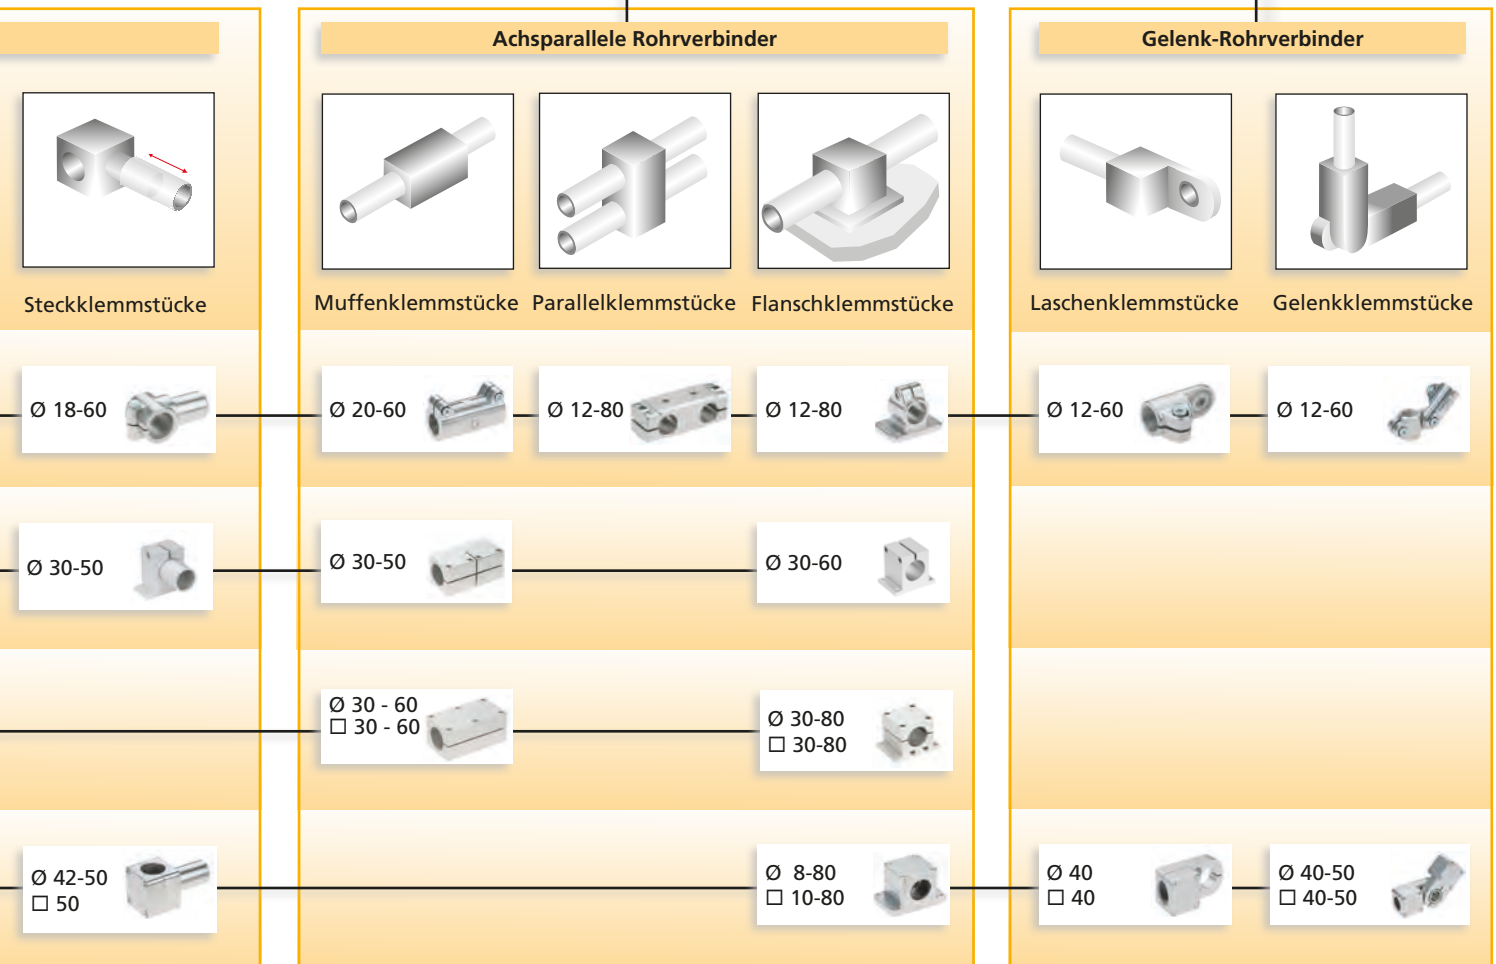 Achsparallele Rohrverbinder
Gelenk-Rohrverbinder
Steckklemmstücke
Muffenklemmstücke
Parallelklemmstücke
Flanschklemmstücke
Laschenklemmstücke
Gelenkklemmstücke
Ø 18-60
Ø 20-60
Ø 12-80
Ø 12-80
Ø 12-60
Ø 12-60
Ø 30-50
Ø 30-50
Ø 30-60
Ø 30 - 60
□ 30 - 60
Ø 30-80
□ 30-80
Ø 42-50
□ 50
Ø 8-80
□ 10-80
Ø 40
□ 40
Ø 40-50
□ 40-50